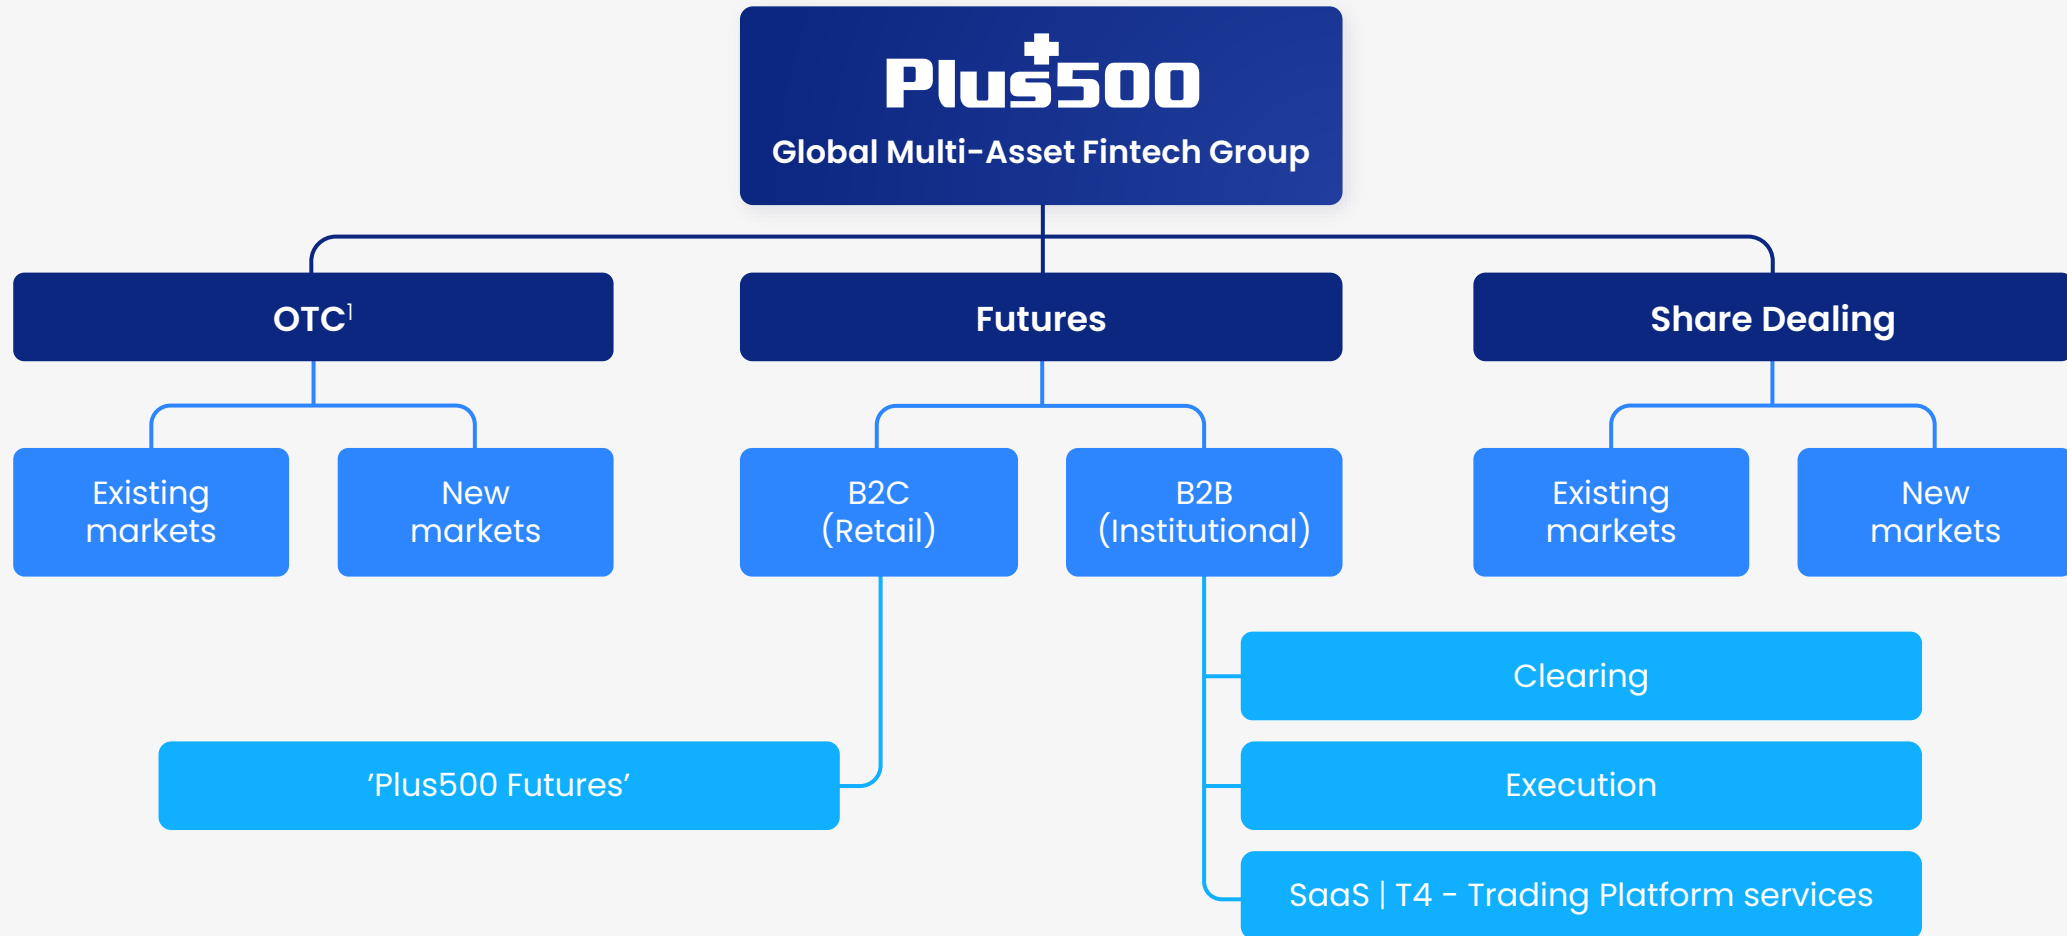 Plus500
Global Multi-Asset Fintech Group
OTC¹
Futures
Share Dealing
Existing
markets
New
markets
B2C
(Retail)
B2B
(Institutional)
Existing
markets
New
markets
Clearing
’Plus500 Futures’
Execution
SaaS | T4 - Trading Platform services